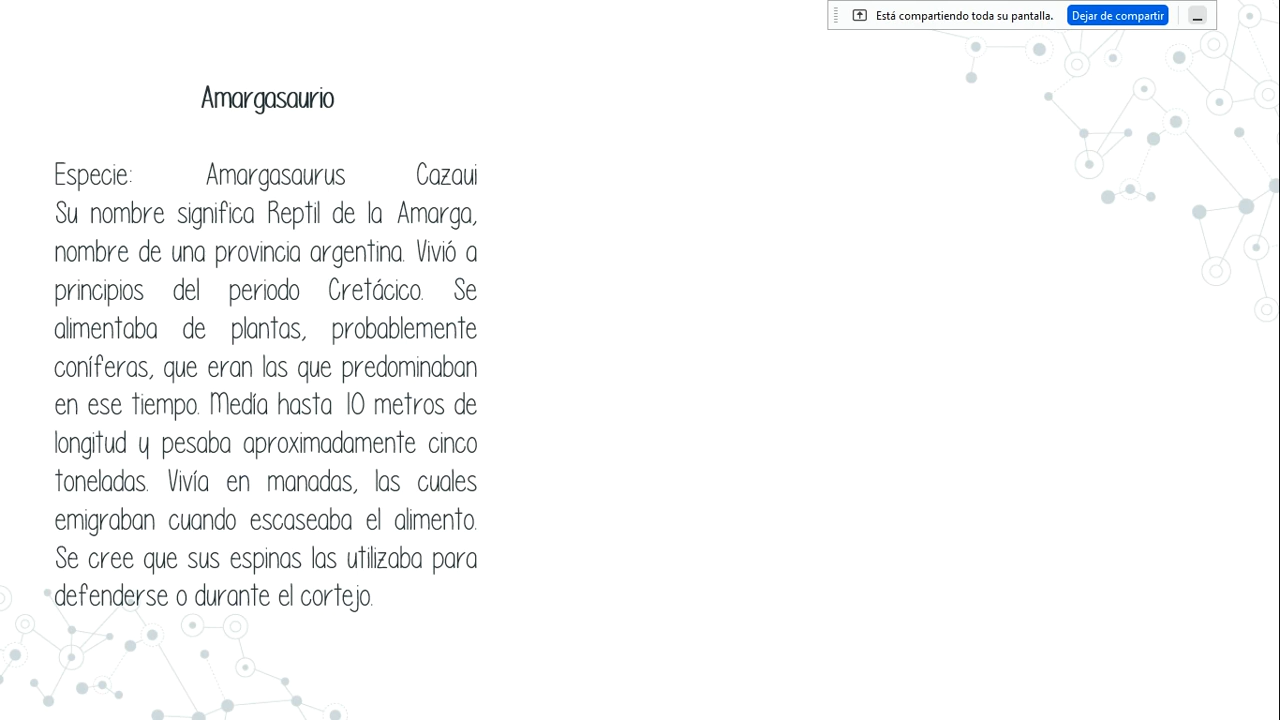 Está compartiendo toda su pantalla.
Dejar de compartir
Amargasaurio
Especie: Amargasaurus Cazaui
Su nombre significa Reptil de la Amarga,
nombre de una provincia argentina. Vivió a
principios del periodo Cretácico. Se
alimentaba de plantas, probablemente
coníferas, que eran las que predominaban
en ese tiempo. Medía hasta 10 metros de
longitud y pesaba aproximadamente cinco
toneladas. Vivía en manadas, las cuales
emigraban cuando escaseaba el alimento.
Se cree que sus espinas las utilizaba para
defenderse o durante el cortejo.